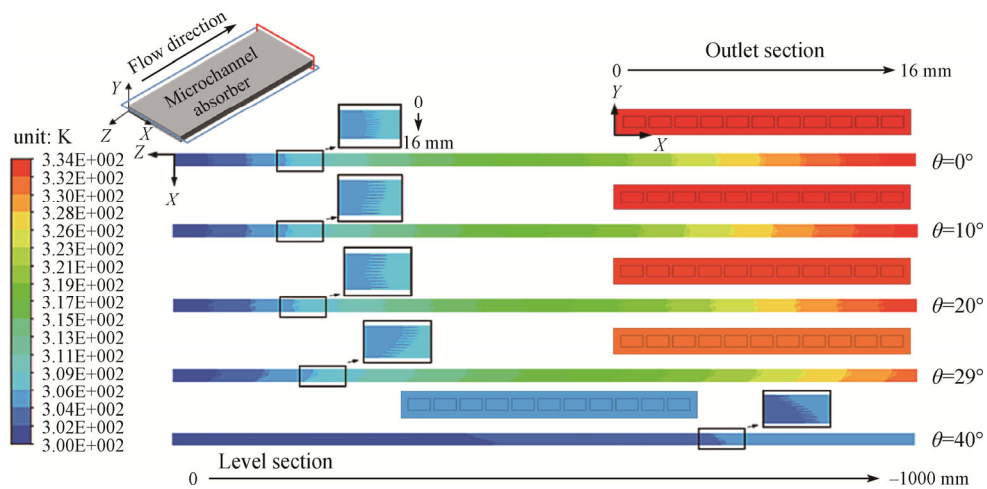 Flow direction
Microchannel
absorber
Y
Z
X
Outlet section
0
16 mm
Y
X
0
16 mm
unit: K
Z
X
3.34E+002
3.32E+002
3.30E+002
3.28E+002
3.26E+002
3.23E+002
3.21E+002
3.19E+002
3.17E+002
3.15E+002
3.13E+002
3.11E+002
3.09E+002
3.06E+002
3.04E+002
3.02E+002
3.00E+002
θ=0°
θ=10°
θ=20°
θ=29°
θ=40°
Level section
0
–1000 mm